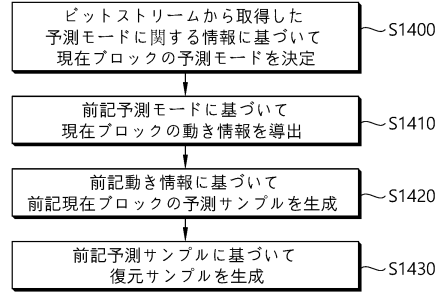 ビットストリームから取得した
予測モードに関する情報に基づいて
現在ブロックの予測モードを決定
S1400
前記予測モードに基づいて
現在ブロックの動き情報を導出
S1410
前記動き情報に基づいて
前記現在ブロックの予測サンプルを生成
S1420
前記予測サンプルに基づいて
復元サンプルを生成
S1430